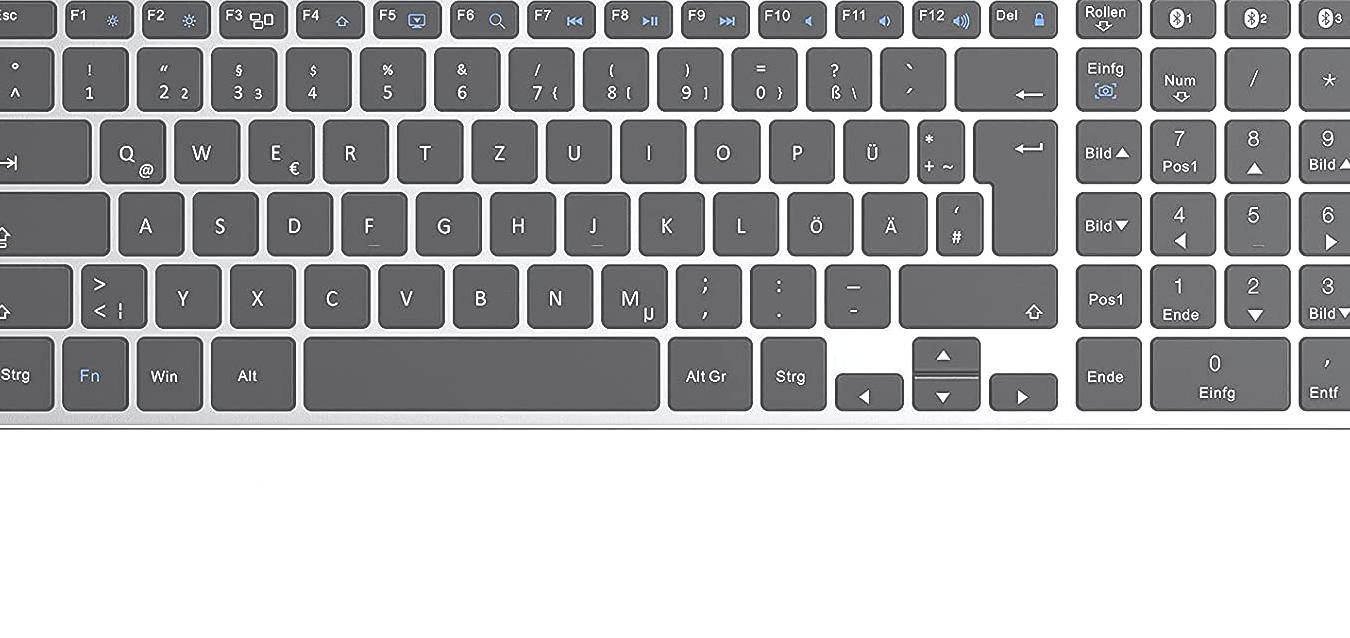 Esc F1 F2 F3 F4 F5 F6 F7 F8 F9 F10 F11 F12 Del Rollen 1 2 3
° ! “ § $ % & / ( ) = ? ` Einfg Num / *
^ 1 2 2 3 3 4 5 6 7 { 8 [ 9 ] 0 } ß \ ´
Q @ W E € R T Z U I O P Ü * + ~ Bild 7 Pos1 8 9 Bild
A S D F G H J K L Ö Ä ‘ # Bild 4 5 6
> < ¦ Y X C V B N M µ ; , : . — - Pos1 1 Ende 2 3 Bild
Strg Fn Win Alt Alt Gr Strg Ende 0 Einfg , Entf